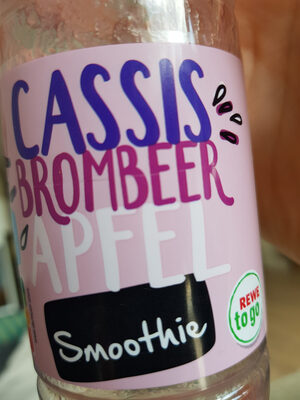 CASSIS
BROMBEER
APFEL
Smoothie
REWE
to go